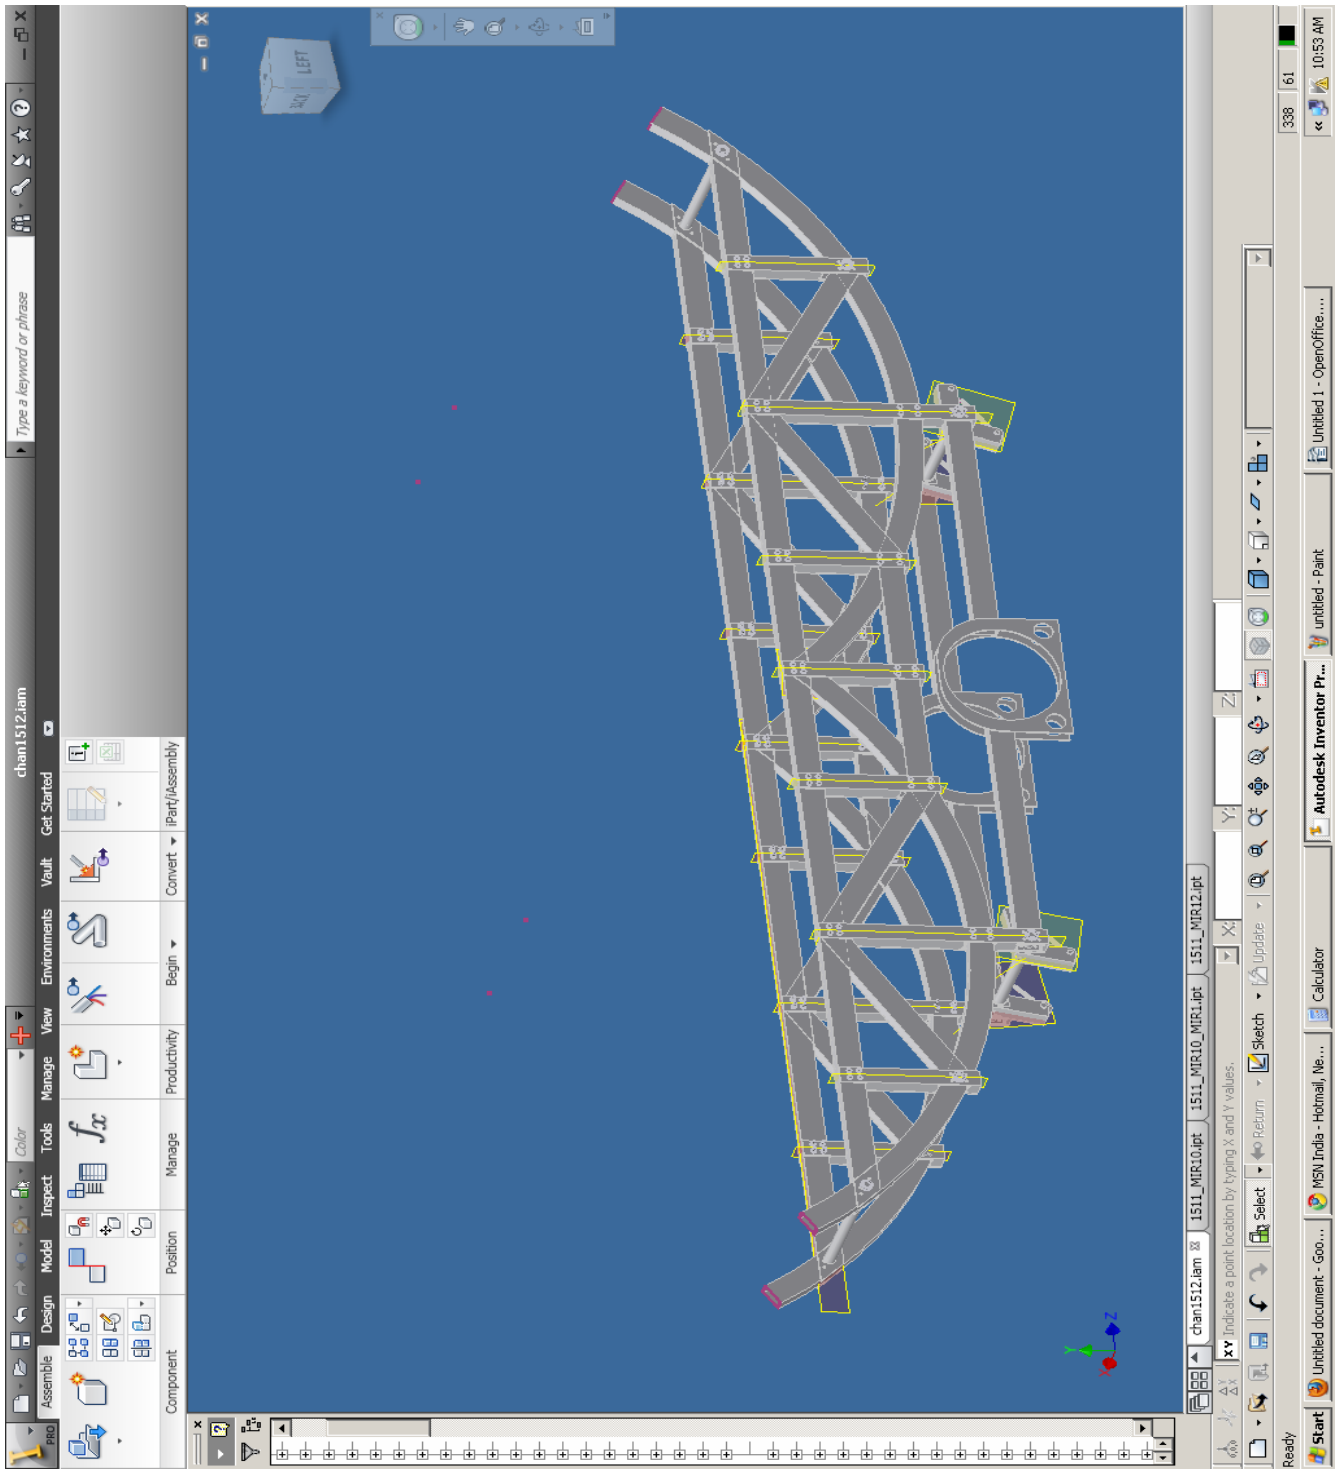 PRO
Color
chan1512.iam
Type a keyword or phrase
Assemble
Design
Model
Inspect
Tools
Manage
View
Environments
Vault
Get Started
Component
Position
Manage
Productivity
Begin
Convert
iPart/iAssembly
LEFT
BACK
Y
X
Z
chan1512.iam
1511_MIR10.ipt
1511_MIR10_MIR1.ipt
1511_MIR12.ipt
XY Indicate a point location by typing X and Y values.
X:
Y:
Z:
Select
Return
Sketch
Update
Ready
338
61
Start
Untitled document - Goo...
MSN India - Hotmail, Ne...
Calculator
Autodesk Inventor Pr...
untitled - Paint
Untitled 1 - OpenOffice....
10:53 AM